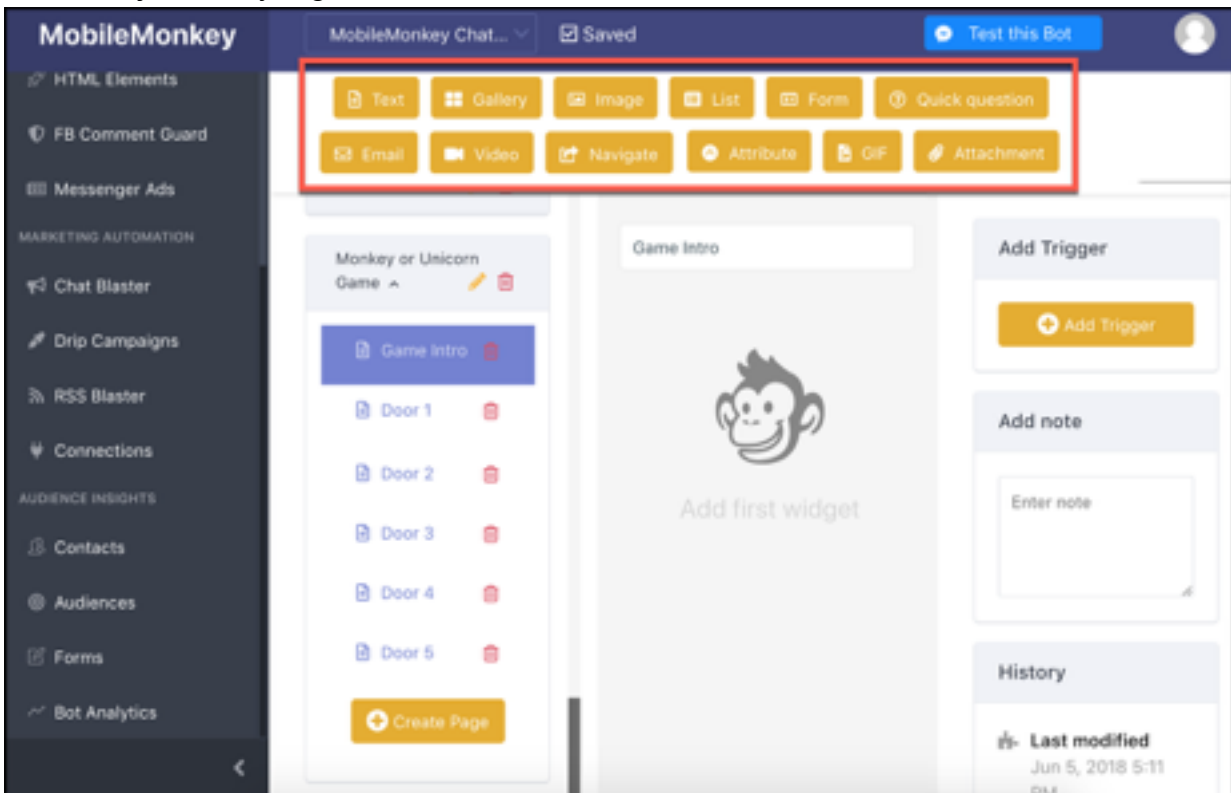 MobileMonkey
MobileMonkey Chat...
Saved
Test this Bot
HTML Elements
FB Comment Guard
Messenger Ads
MARKETING AUTOMATION
Chat Blaster
Drip Campaigns
RSS Blaster
Connections
AUDIENCE INSIGHTS
Contacts
Audiences
Forms
Bot Analytics
Text Gallery Image List Form Quick question
Email Video Navigate Attribute GIF Attachment
Monkey or Unicorn
Game
Game Intro
Door 1
Door 2
Door 3
Door 4
Door 5
Create Page
Game Intro
Add first widget
Add Trigger
Add Trigger
Add note
Enter note
History
Last modified
Jun 5, 2018 5:11
PM